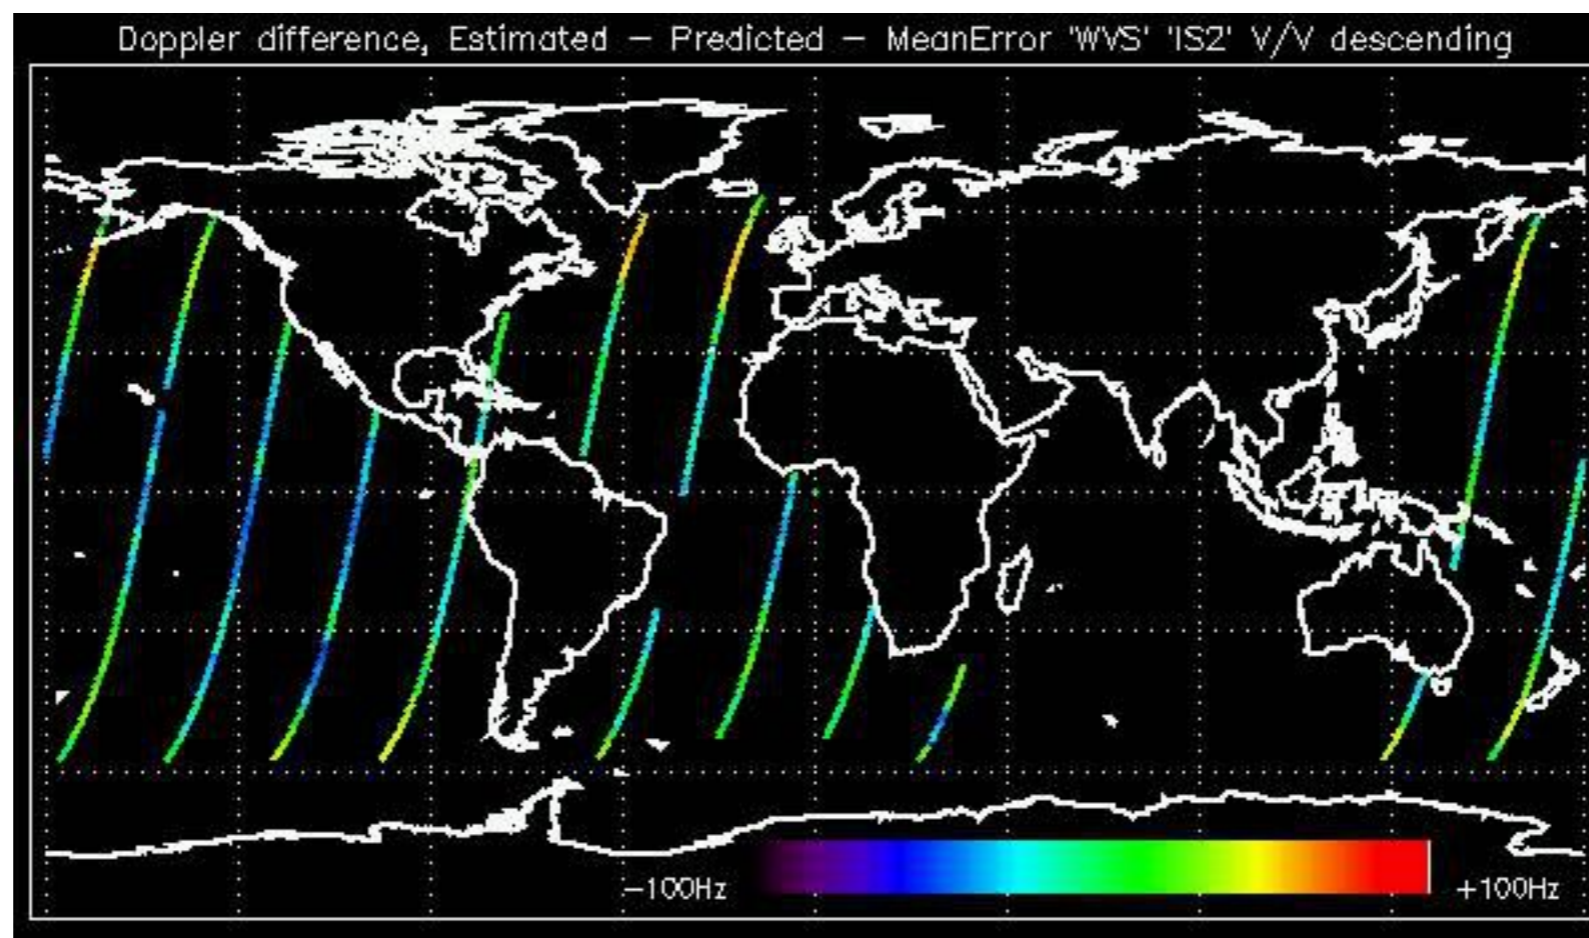 Doppler difference, Estimated - Predicted - MeanError 'WVS' 'IS2' V/V descending
-100Hz +100Hz